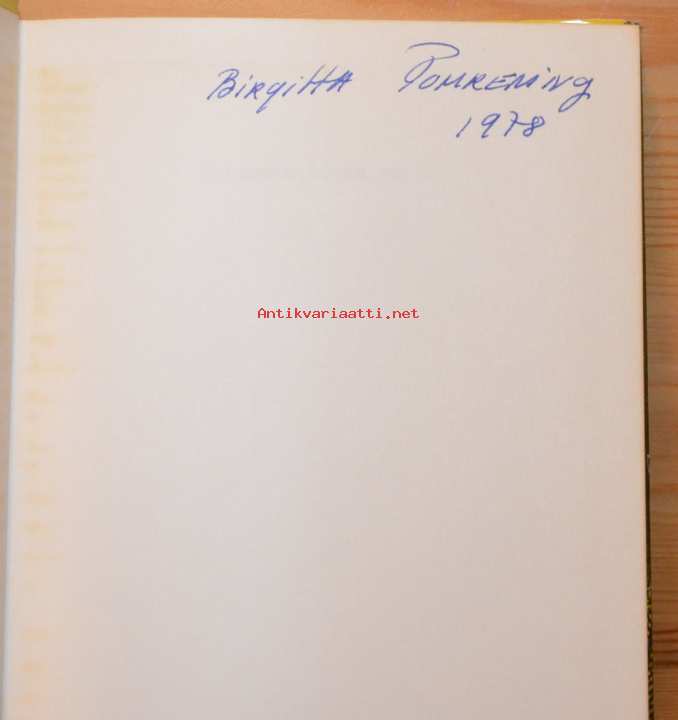 Birgitta Pomrening
1978
Antikvariaatti.net